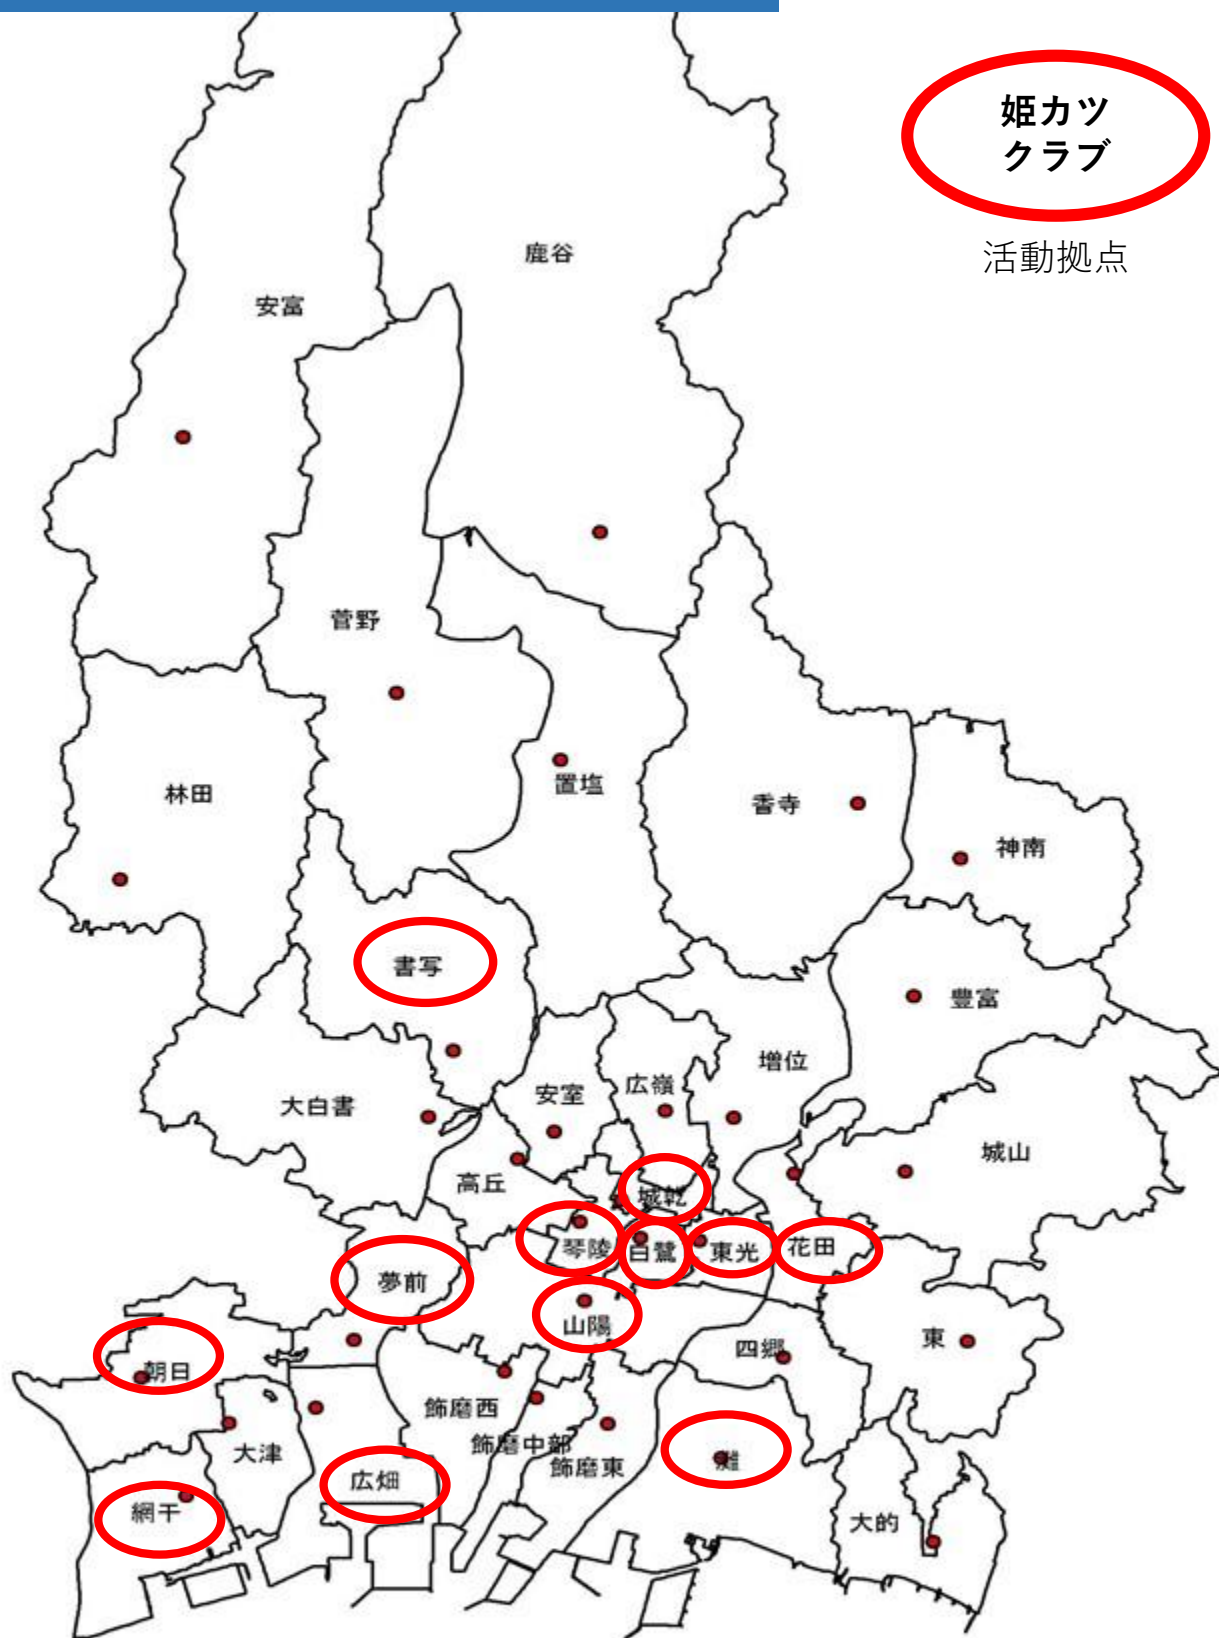 姫カツ
クラブ
活動拠点
鹿谷
安富
菅野
置塩
林田
香寺
神南
書写
豊富
増位
広嶺
安室
大白書
城山
高丘
城乾
琴陵
白鷺
東光
花田
夢前
山陽
東
四郷
朝日
飾磨西
飾磨中部
大津
飾磨東
灘
広畑
網干
大的